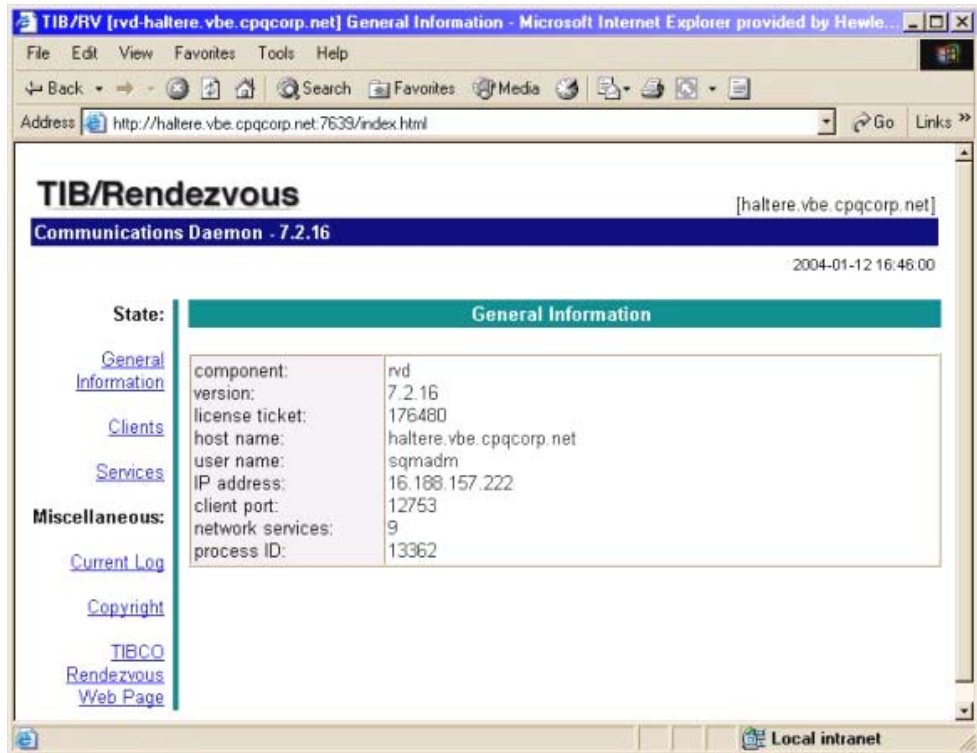 TIB/RV [rvd-haltere.vbe.cpqcorp.net] General Information - Microsoft Internet Explorer provided by Hewle...
File Edit View Favorites Tools Help
Back Search Favorites Media
Address http://haltere.vbe.cpqcorp.net:7639/index.html Go Links »
TIB/Rendezvous
[haltere.vbe.cpqcorp.net]
Communications Daemon - 7.2.16
2004-01-12 16:46:00
State:
General
Information
Clients
Services
Miscellaneous:
Current Log
Copyright
TIBCO
Rendezvous
Web Page
General Information
component: rvd
version: 7.2.16
license ticket: 176480
host name: haltere.vbe.cpqcorp.net
user name: sqmadm
IP address: 16.188.157.222
client port: 12753
network services: 9
process ID: 13362
Local intranet